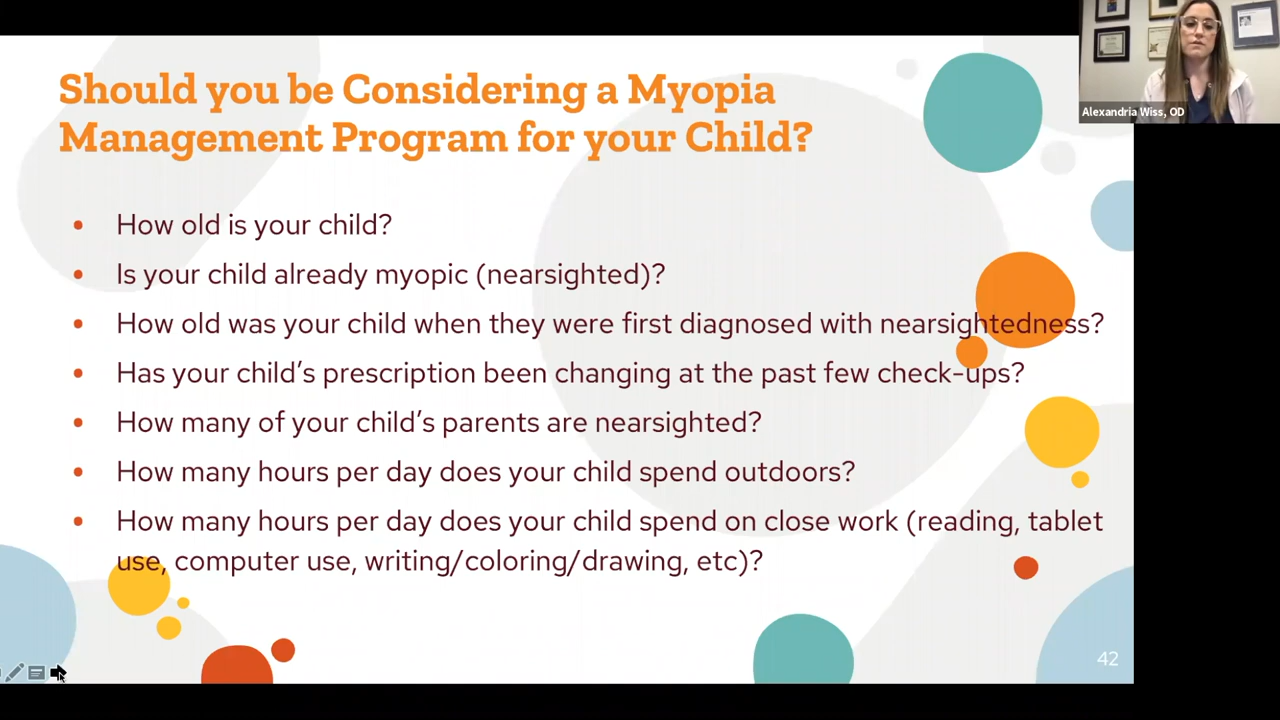 Should you be Considering a Myopia
Management Program for your Child?
• How old is your child?
• Is your child already myopic (nearsighted)?
• How old was your child when they were first diagnosed with nearsightedness?
• Has your child’s prescription been changing at the past few check-ups?
• How many of your child’s parents are nearsighted?
• How many hours per day does your child spend outdoors?
• How many hours per day does your child spend on close work (reading, tablet
use, computer use, writing/coloring/drawing, etc)?
42
Alexandria Wiss, OD